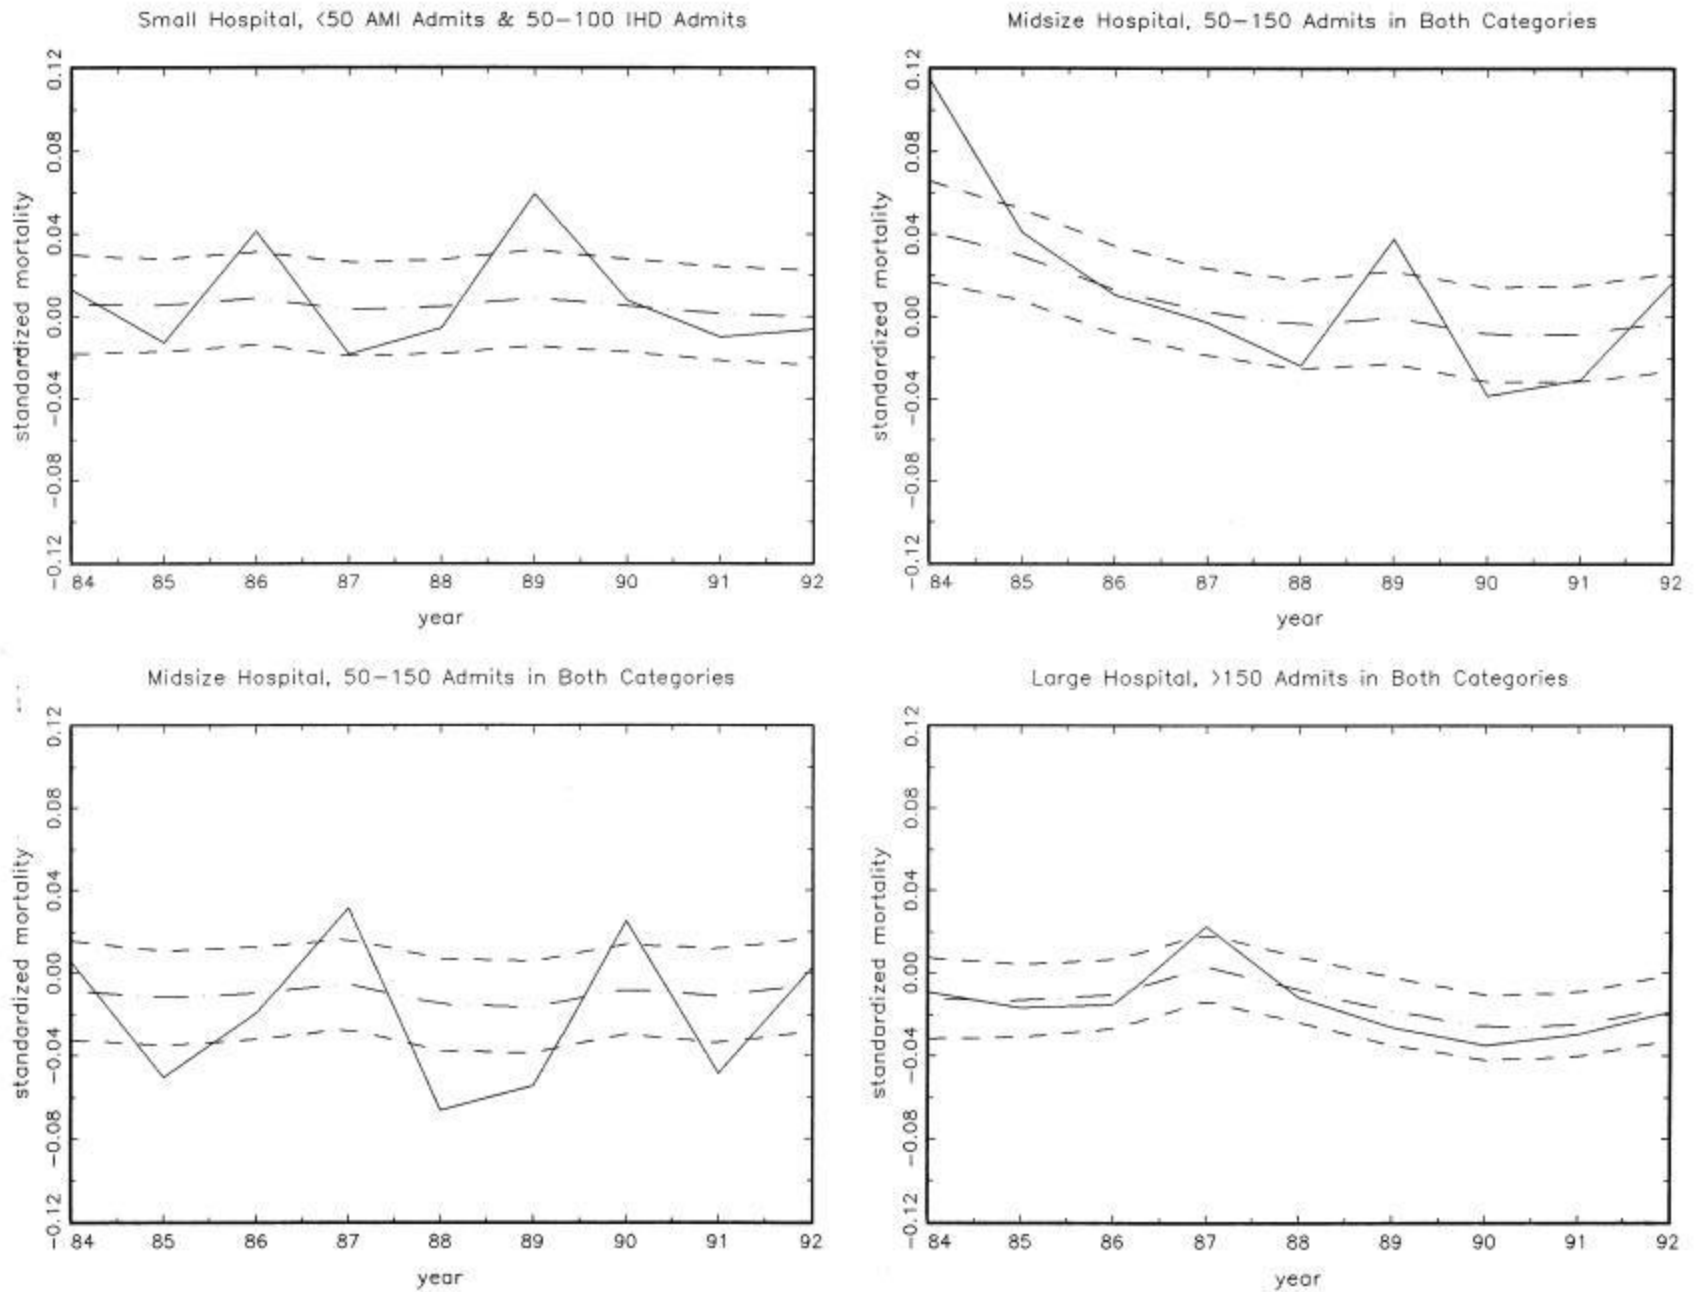 Small Hospital, <50 AMI Admits & 50-100 IHD Admits
standardized mortality
0.12
0.08
0.04
0.00
-0.04
-0.08
-0.12
84 85 86 87 88 89 90 91 92
year
Midsize Hospital, 50-150 Admits in Both Categories
standardized mortality
0.12
0.08
0.04
0.00
-0.04
-0.08
-0.12
84 85 86 87 88 89 90 91 92
year
Midsize Hospital, 50-150 Admits in Both Categories
standardized mortality
0.12
0.08
0.04
0.00
-0.04
-0.08
-0.12
84 85 86 87 88 89 90 91 92
year
Large Hospital, >150 Admits in Both Categories
standardized mortality
0.12
0.08
0.04
0.00
-0.04
-0.08
-0.12
84 85 86 87 88 89 90 91 92
year